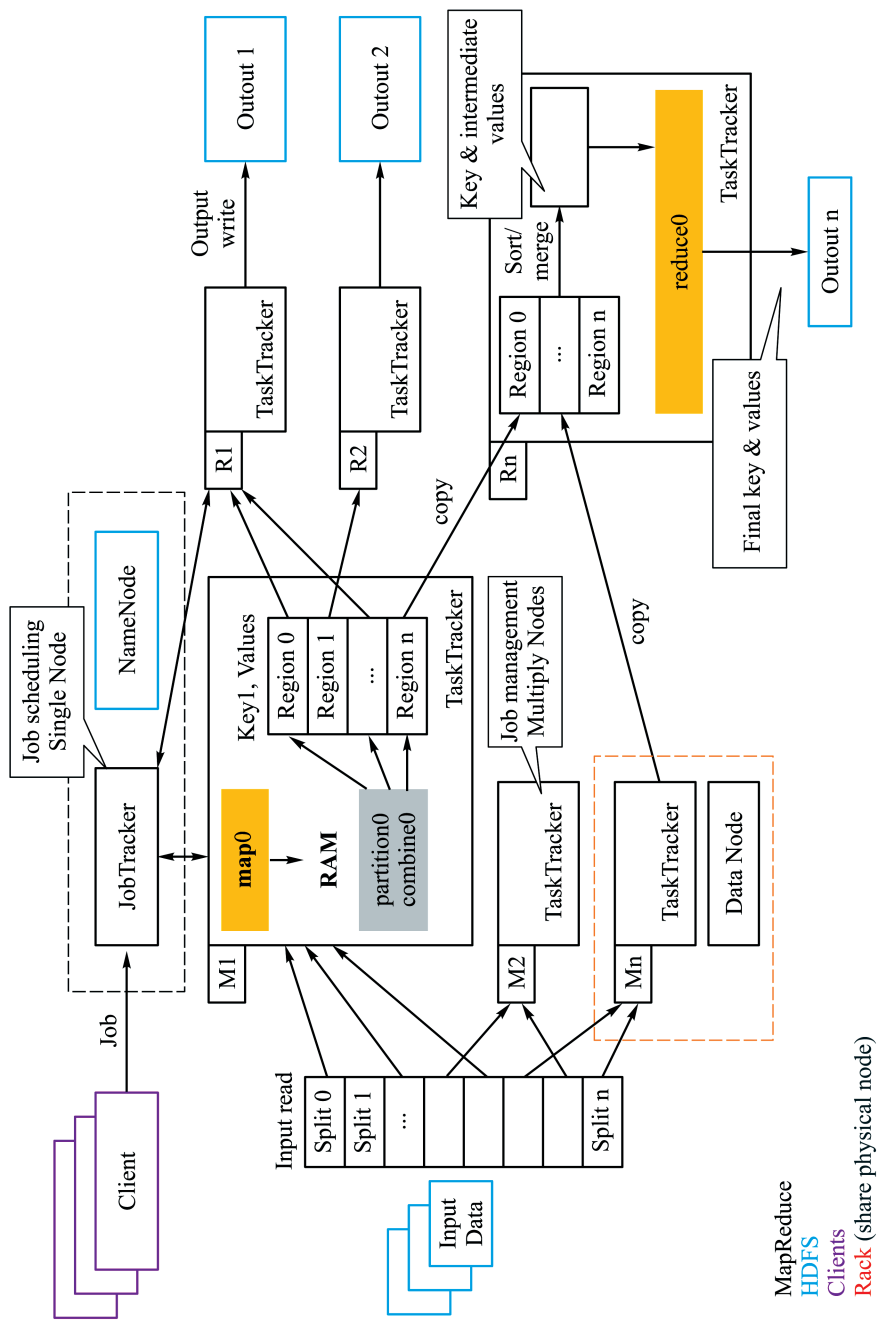 Client
Job
Job scheduling
Single Node
JobTracker
NameNode
Input
Data
Input read
Split 0
Split 1
...
Split n
M1
map0
RAM
partition0
combine0
Key1, Values
Region 0
Region 1
...
Region n
TaskTracker
M2
TaskTracker
Job management
Multiply Nodes
Mn
TaskTracker
Data Node
copy
copy
R1
TaskTracker
Output
write
Outout 1
R2
TaskTracker
Outout 2
Rn
Region 0
...
Region n
Sort/
merge
Key & intermediate
values
reduce0
TaskTracker
Final key & values
Outout n
MapReduce
HDFS
Clients
Rack (share physical node)